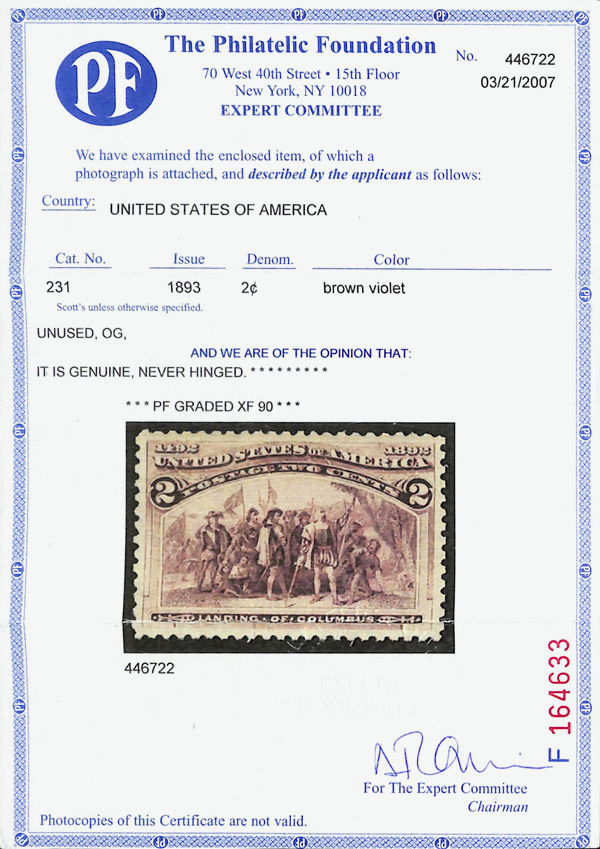 PF
The Philatelic Foundation
No. 446722
70 West 40th Street • 15th Floor
03/21/2007
New York, NY 10018
EXPERT COMMITTEE
We have examined the enclosed item, of which a
photograph is attached, and described by the applicant as follows:
Country: UNITED STATES OF AMERICA
Cat. No. Issue Denom. Color
231 1893 2¢ brown violet
Scott's unless otherwise specified.
UNUSED, OG,
AND WE ARE OF THE OPINION THAT:
IT IS GENUINE, NEVER HINGED. * * * * * * * * *
* * * PF GRADED XF 90 * * *
1492 1892
UNITED STATES OF AMERICA
2 POSTAGE TWO CENTS 2
LANDING · OF · COLUMBUS
446722
F 164633
For The Expert Committee
Chairman
Photocopies of this Certificate are not valid.